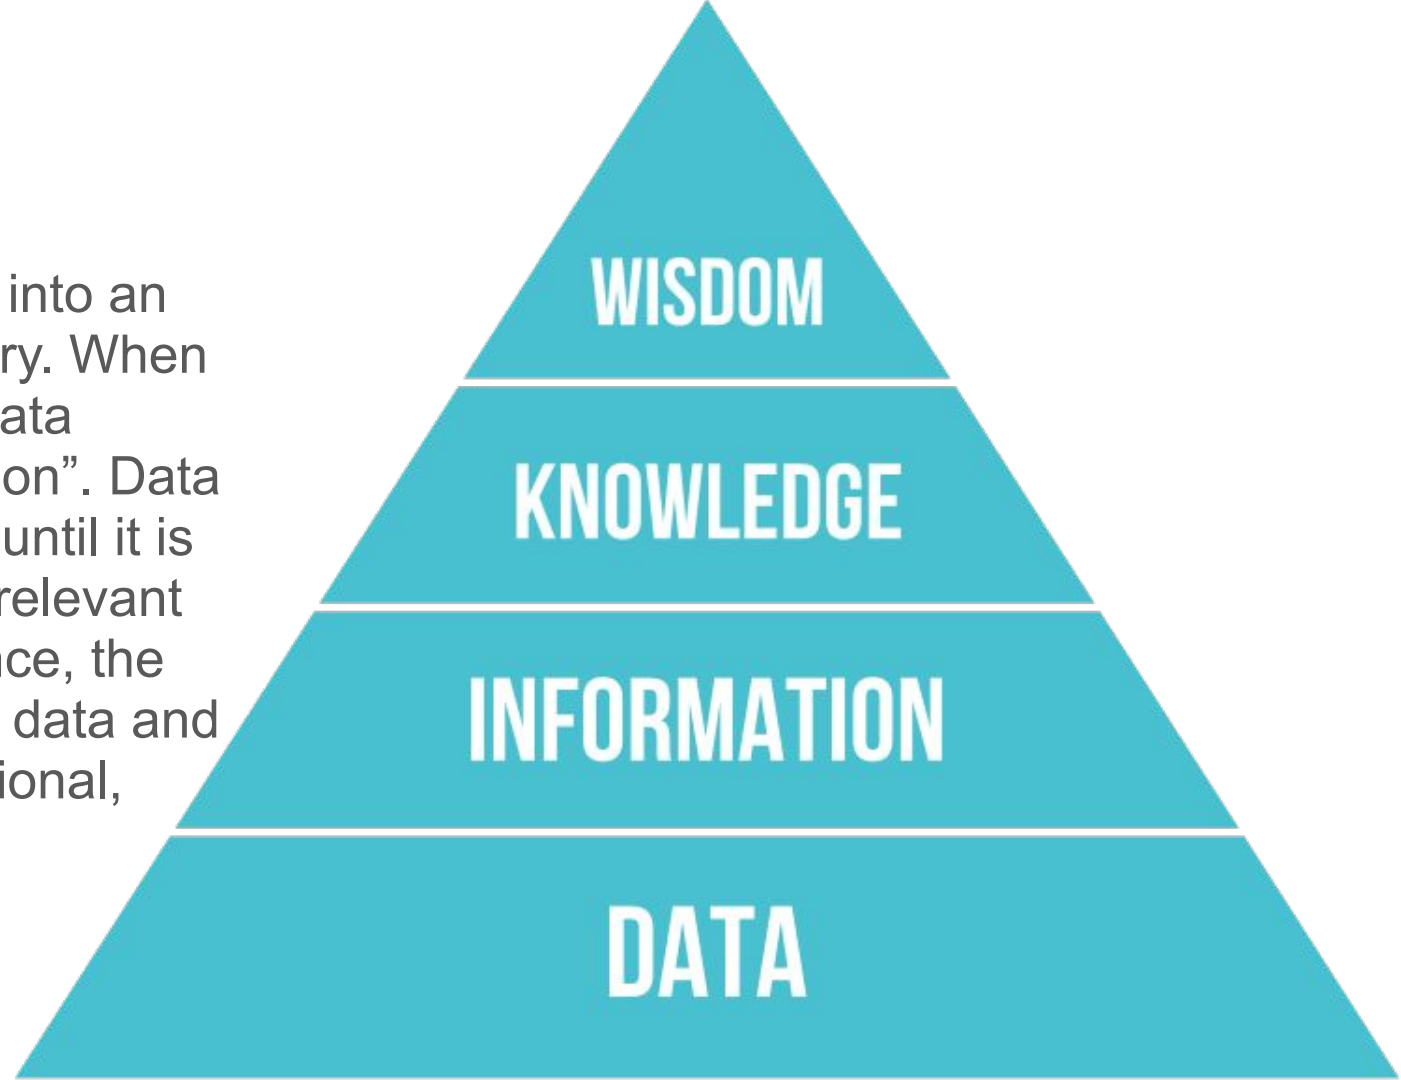 into an
ry. When
ata
on”. Data
until it is
relevant
nce, the
data and
ional,
WISDOM
KNOWLEDGE
INFORMATION
DATA